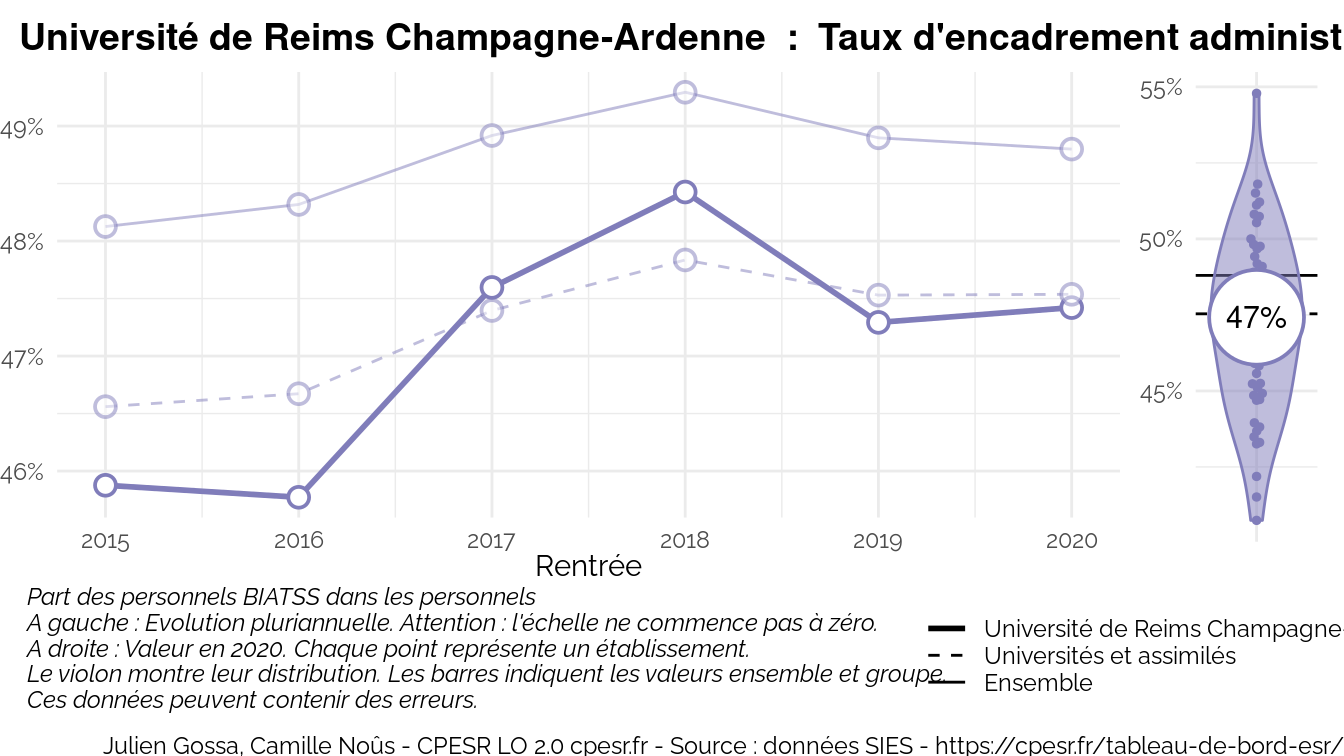 Université de Reims Champagne-Ardenne : Taux d'encadrement administ
49%
48%
47%
46%
2015 2016 2017 2018 2019 2020
Rentrée
55%
50%
45%
47%
Part des personnels BIATSS dans les personnels
A gauche : Evolution pluriannuelle. Attention : l'échelle ne commence pas à zéro.
A droite : Valeur en 2020. Chaque point représente un établissement.
Le violon montre leur distribution. Les barres indiquent les valeurs ensemble et groupe.
Ces données peuvent contenir des erreurs.
Université de Reims Champagne-
Universités et assimilés
Ensemble
Julien Gossa, Camille Noûs - CPESR LO 2.0 cpesr.fr - Source : données SIES - https://cpesr.fr/tableau-de-bord-esr/